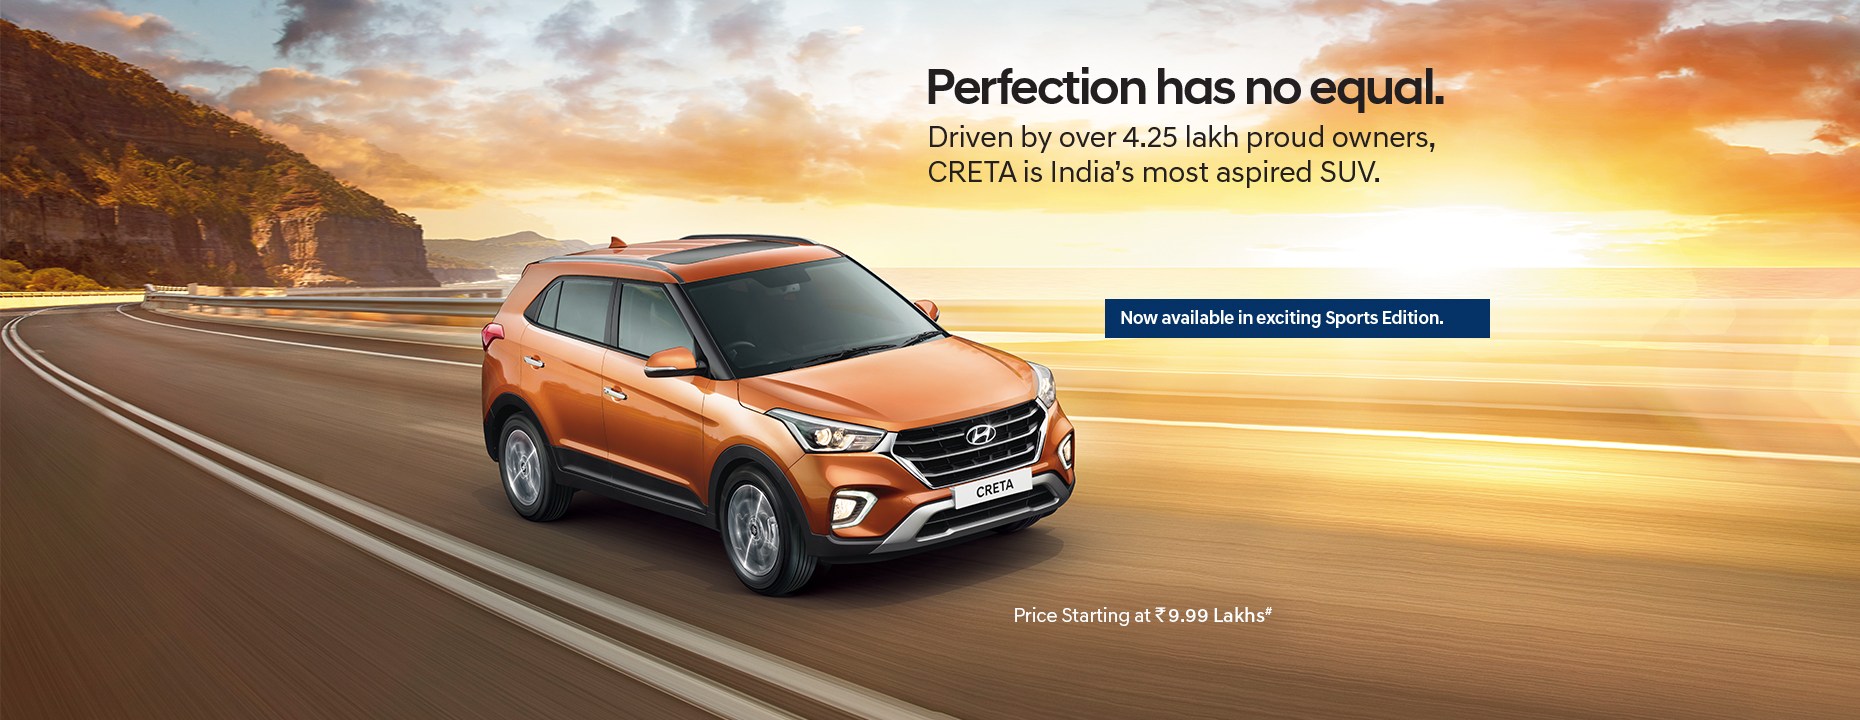 Perfection has no equal.
Driven by over 4.25 lakh proud owners,
CRETA is India's most aspired SUV.
Now available in exciting Sports Edition.
CRETA
Price Starting at ₹ 9.99 Lakhs#